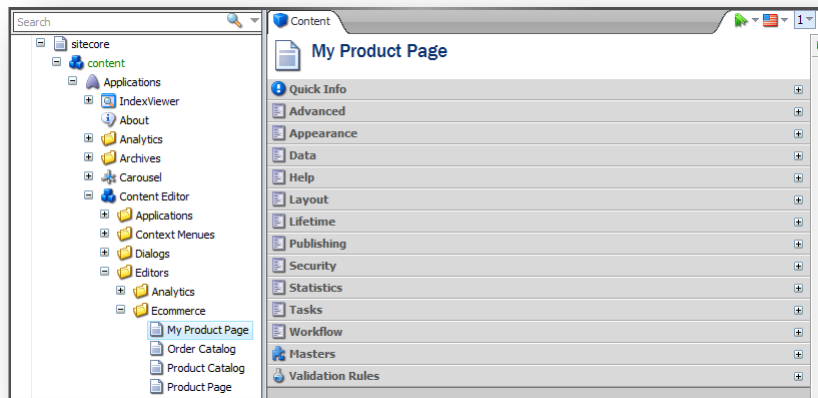 Search
sitecore
content
Applications
IndexViewer
About
Analytics
Archives
Carousel
Content Editor
Applications
Context Menues
Dialogs
Editors
Analytics
Ecommerce
My Product Page
Order Catalog
Product Catalog
Product Page
Content
1
My Product Page
Quick Info
Advanced
Appearance
Data
Help
Layout
Lifetime
Publishing
Security
Statistics
Tasks
Workflow
Masters
Validation Rules